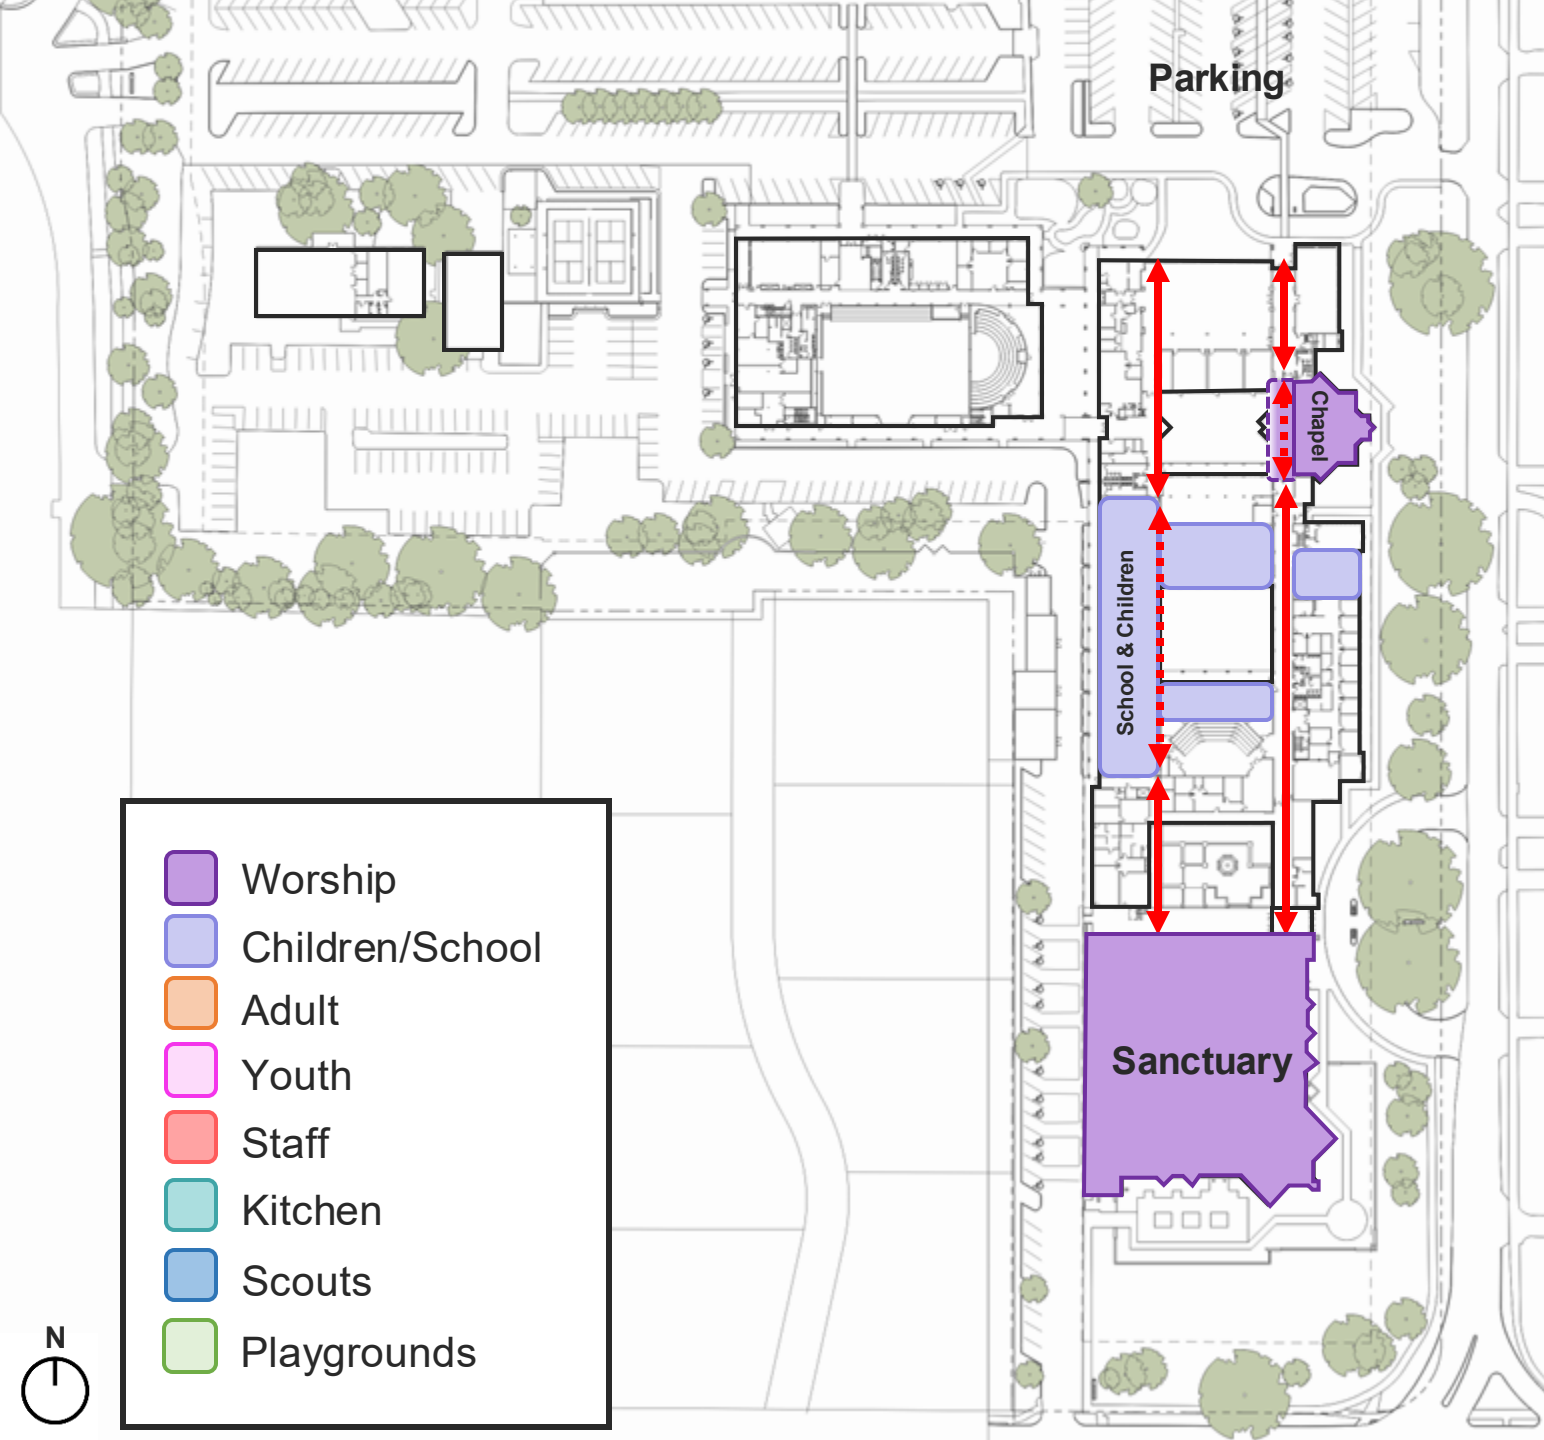 Parking
Chapel
School & Children
Sanctuary
Worship
Children/School
Adult
Youth
Staff
Kitchen
Scouts
Playgrounds
N